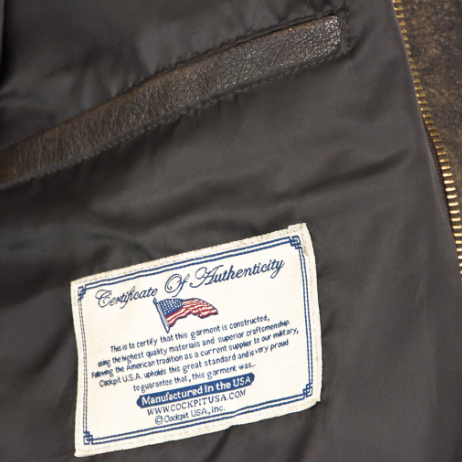 Certificate Of Authenticity
This is to certify that this garment is constructed,
using the highest quality materials and superior craftsmenship
Following the American tradition as a current supplier to our military,
Cockpit U.S.A. upholds this great standard and is very proud
to guarantee that, this garment was...
Manufactured in the USA
WWW.COCKPITUSA.COM
© Cockpit USA, Inc.